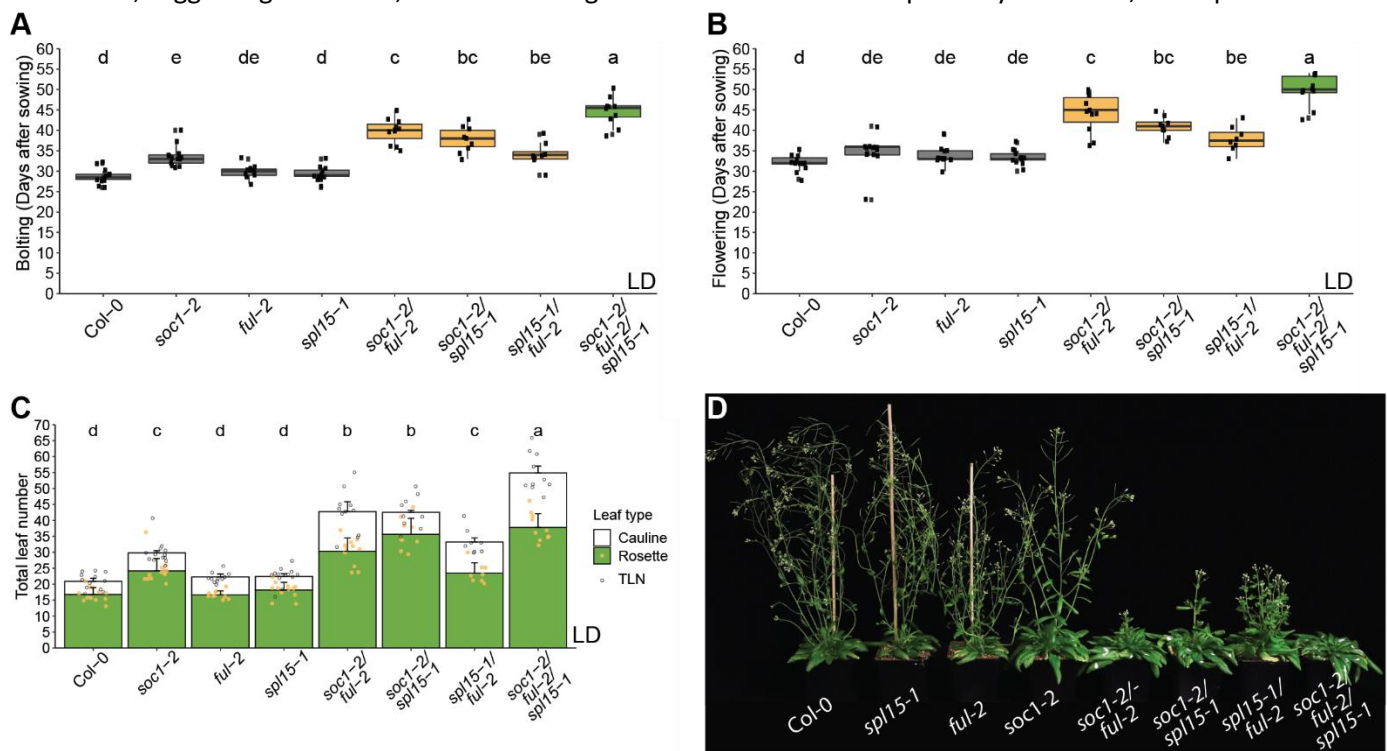 A
60
55
50
45
40
35
30
25
20
15
10
5
0
Bolting (Days after sowing)
d e de d c bc be a
LD
Col-0
soc1-2
ful-2
spl15-1
soc1-2/
ful-2
soc1-2/
spl15-1
spl15-1/
ful-2
soc1-2/
ful-2/
spl15-1
B
60
55
50
45
40
35
30
25
20
15
10
5
0
Flowering (Days after sowing)
d de de de c bc be a
LD
Col-0
soc1-2
ful-2
spl15-1
soc1-2/
ful-2
soc1-2/
spl15-1
spl15-1/
ful-2
soc1-2/
ful-2/
spl15-1
C
70
65
60
55
50
45
40
35
30
25
20
15
10
5
0
Total leaf number
d c d d b b c a
LD
Leaf type
Cauline
Rosette
TLN
Col-0
soc1-2
ful-2
spl15-1
soc1-2/
ful-2
soc1-2/
spl15-1
spl15-1/
ful-2
soc1-2/
ful-2/
spl15-1
D
Col-0
spl15-1
ful-2
soc1-2
soc1-2/-
ful-2
soc1-2/
spl15-1
spl15-1/
ful-2
soc1-2/
ful-2/
spl15-1